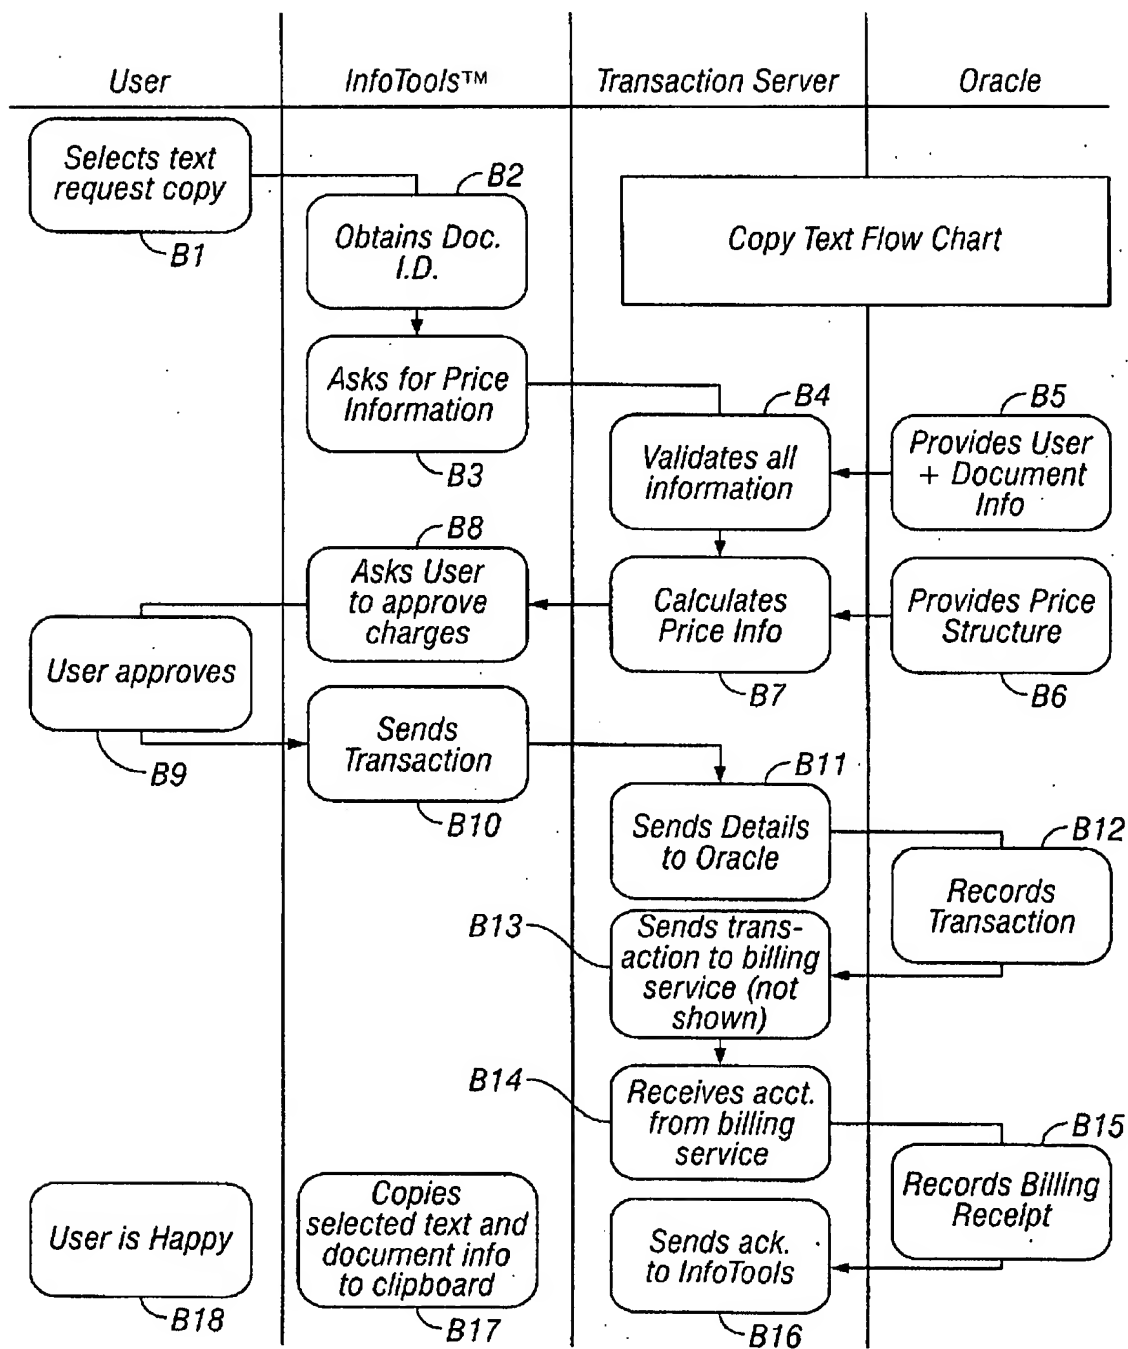 User
InfoTools™
Transaction Server
Oracle
Selects text
request copy
B1
B2
Obtains Doc.
I.D.
Copy Text Flow Chart
Asks for Price
Information
B3
B4
Validates all
information
B5
Provides User
+ Document
Info
B8
Asks User
to approve
charges
Calculates
Price Info
B7
Provides Price
Structure
B6
User approves
B9
Sends
Transaction
B10
B11
Sends Details
to Oracle
B12
Records
Transaction
B13
Sends trans-
action to billing
service (not
shown)
B14
Receives acct.
from billing
service
B15
Records Billing
Receipt
User is Happy
B18
Copies
selected text and
document info
to clipboard
B17
Sends ack.
to InfoTools
B16